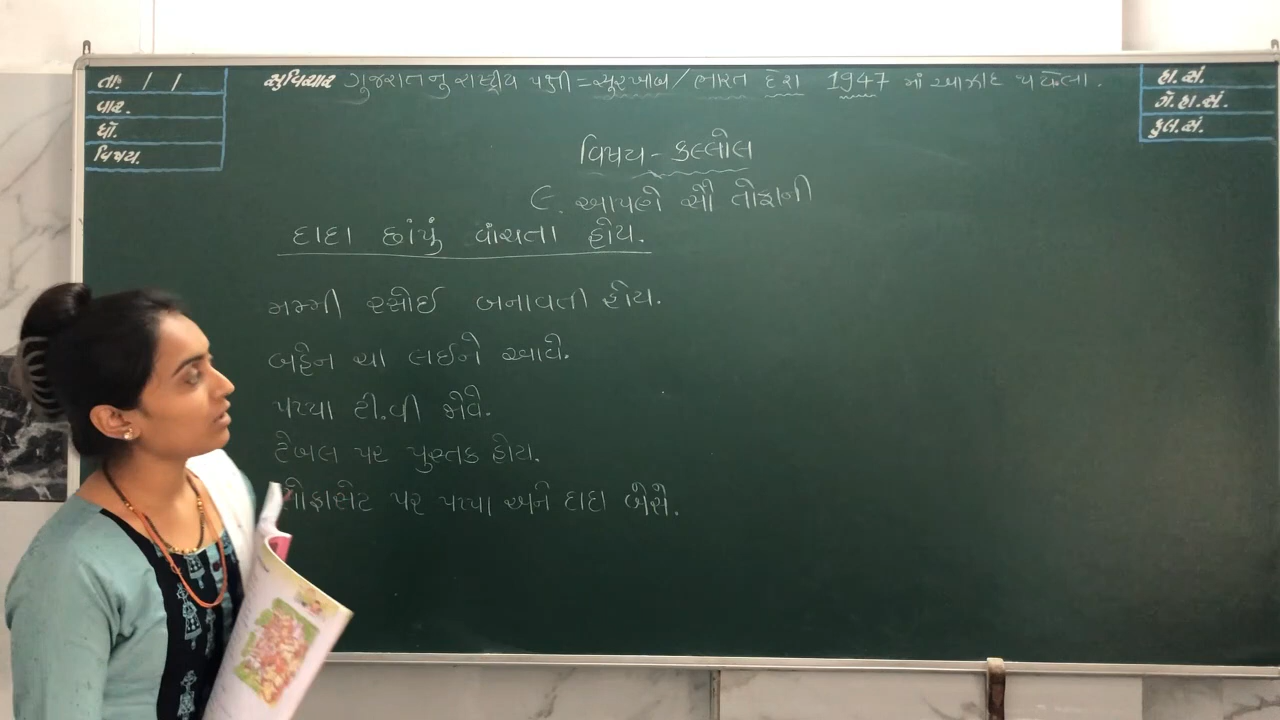 તા: / /
વાર.
ધો.
વિષય.
સુવિચાર ગુજરાત નુ રાષ્ટ્રીય પક્ષી = સૂરખાબ / ભારત દેશ 1947 માં આઝાદ થયેલા.
હા.સં.
ગે.હા.સં.
કુલ.સં.
વિષય - કલ્લોલ
૯. આપણે સૌ તોફાની
દાદા છાંપું વાંચતા હોય.
મમ્મી રસોઈ બનાવતી હોય.
બહેન ચા લઈને આવે.
પપ્પા ટી.વી જોવે.
ટેબલ પર પુસ્તક હોય.
સોફાસેટ પર પપ્પા અને દાદા બેસે.